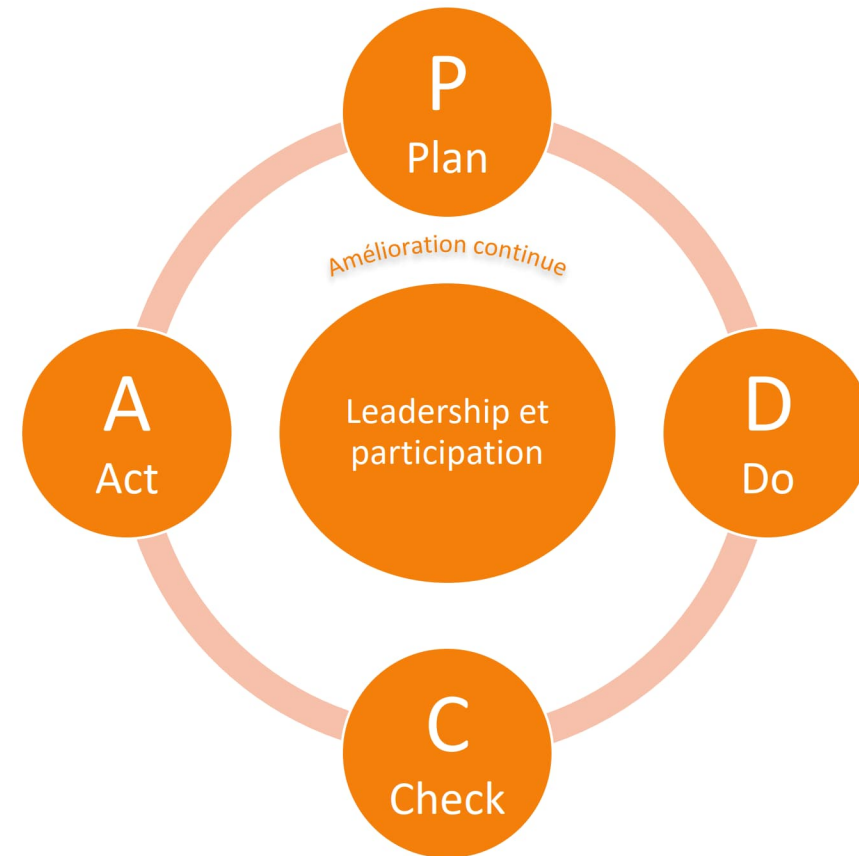 P
Plan
Amélioration continue
A
Act
Leadership et
participation
D
Do
C
Check